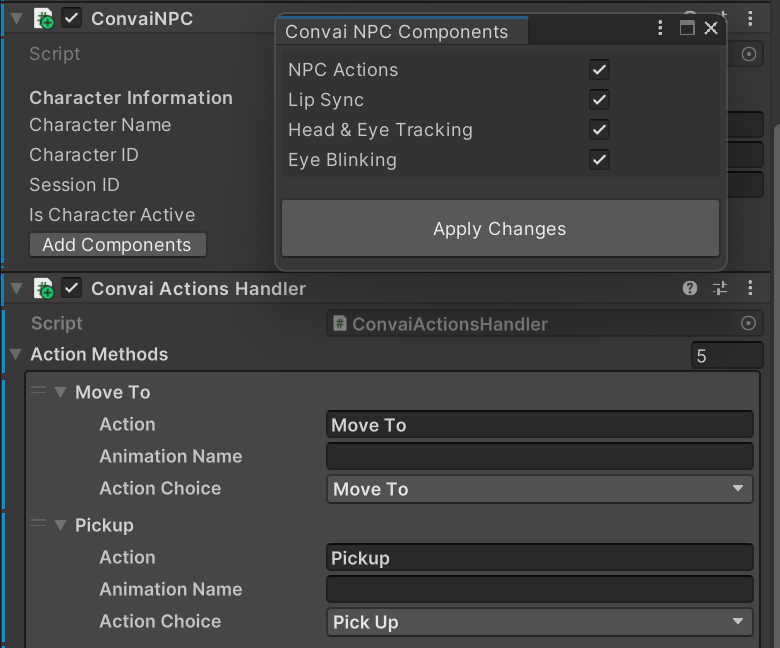 ConvaiNPC
Script
Convai NPC Components
NPC Actions
Lip Sync
Head & Eye Tracking
Eye Blinking
Apply Changes
Character Information
Character Name
Character ID
Session ID
Is Character Active
Add Components
Convai Actions Handler
Script ConvaiActionsHandler
Action Methods 5
Move To
Action Move To
Animation Name
Action Choice Move To
Pickup
Action Pickup
Animation Name
Action Choice Pick Up